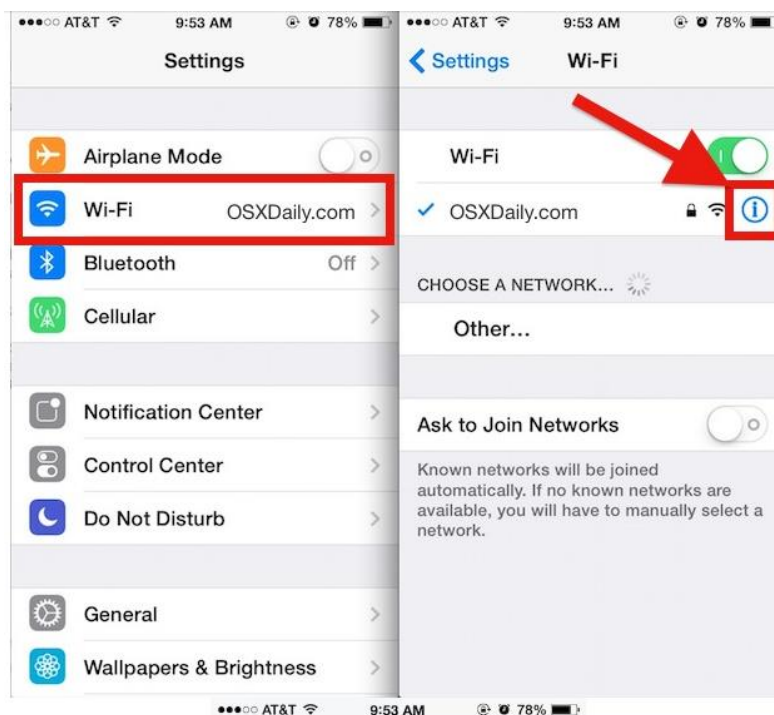 AT&T 9:53 AM 78%
Settings
Airplane Mode
Wi-Fi OSXDaily.com
Bluetooth Off
Cellular
Notification Center
Control Center
Do Not Disturb
General
Wallpapers & Brightness
AT&T 9:53 AM 78%
Settings Wi-Fi
Wi-Fi
OSXDaily.com
CHOOSE A NETWORK...
Other...
Ask to Join Networks
Known networks will be joined
automatically. If no known networks are
available, you will have to manually select a
network.
AT&T 9:53 AM 78%